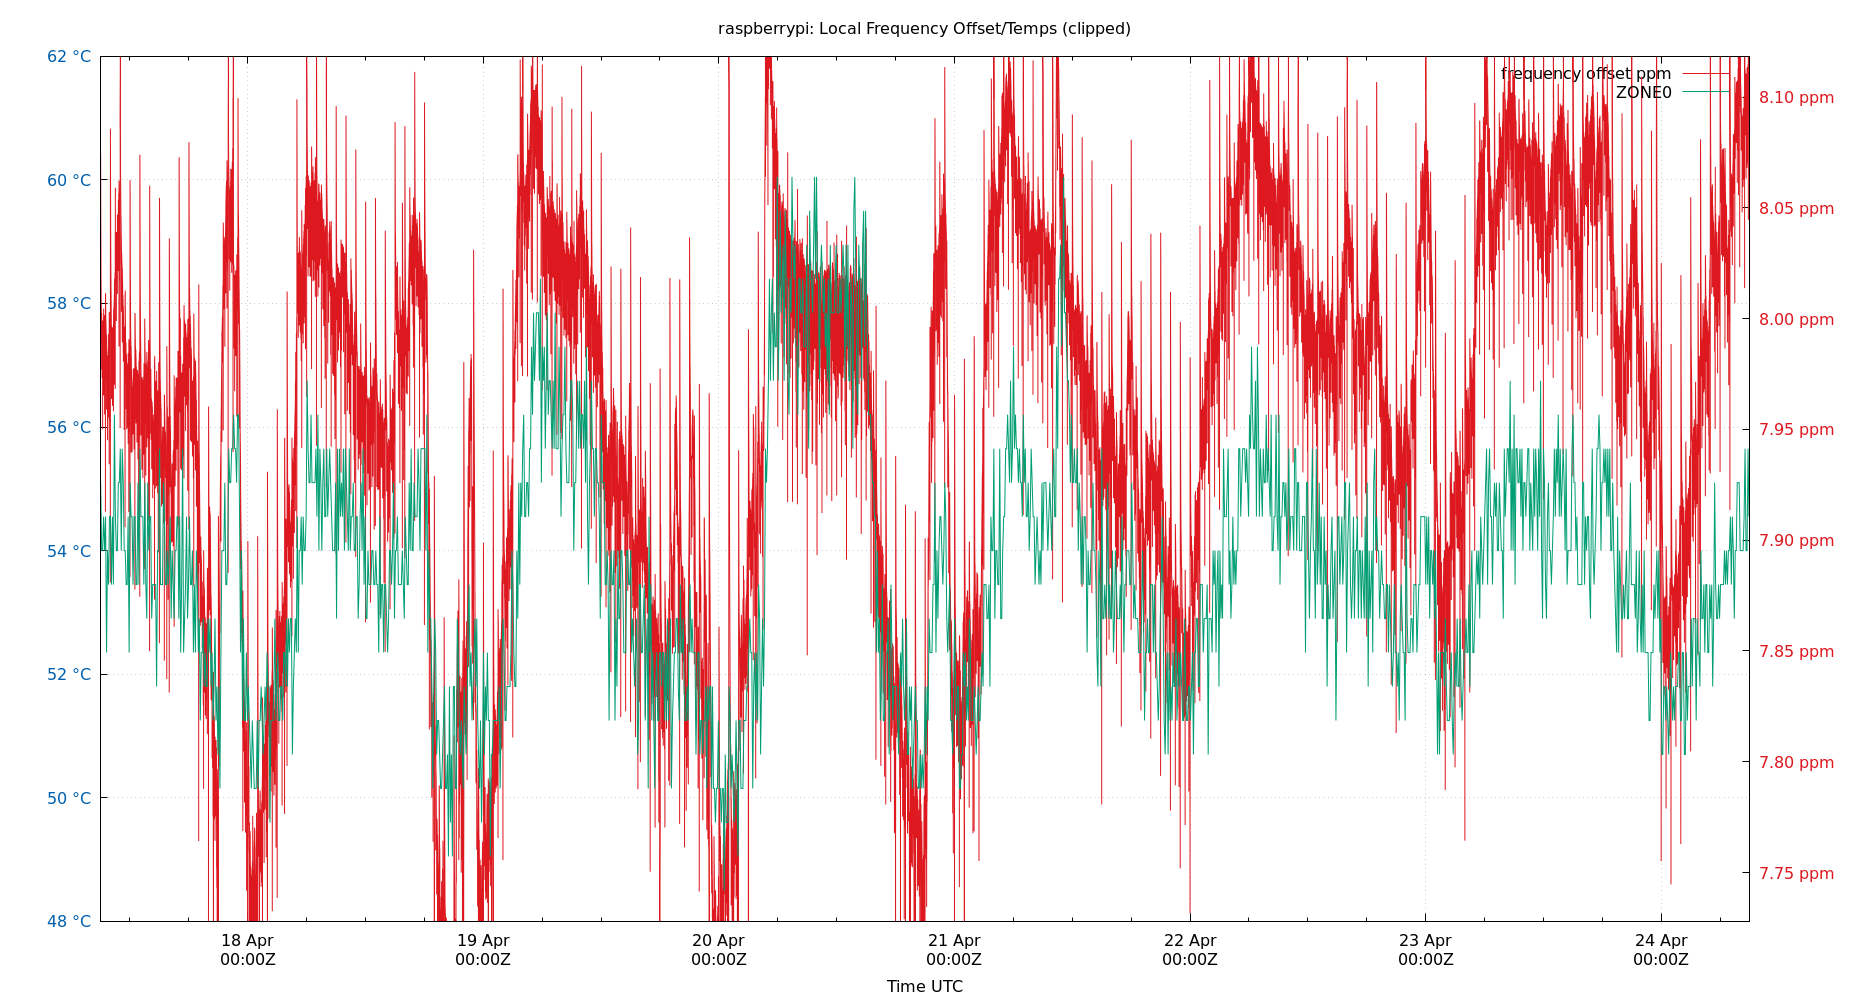 raspberrypi: Local Frequency Offset/Temps (clipped)
62 °C
60 °C
58 °C
56 °C
54 °C
52 °C
50 °C
48 °C
frequency offset ppm
ZONE0
8.10 ppm
8.05 ppm
8.00 ppm
7.95 ppm
7.90 ppm
7.85 ppm
7.80 ppm
7.75 ppm
18 Apr
00:00Z
19 Apr
00:00Z
20 Apr
00:00Z
21 Apr
00:00Z
22 Apr
00:00Z
23 Apr
00:00Z
24 Apr
00:00Z
Time UTC